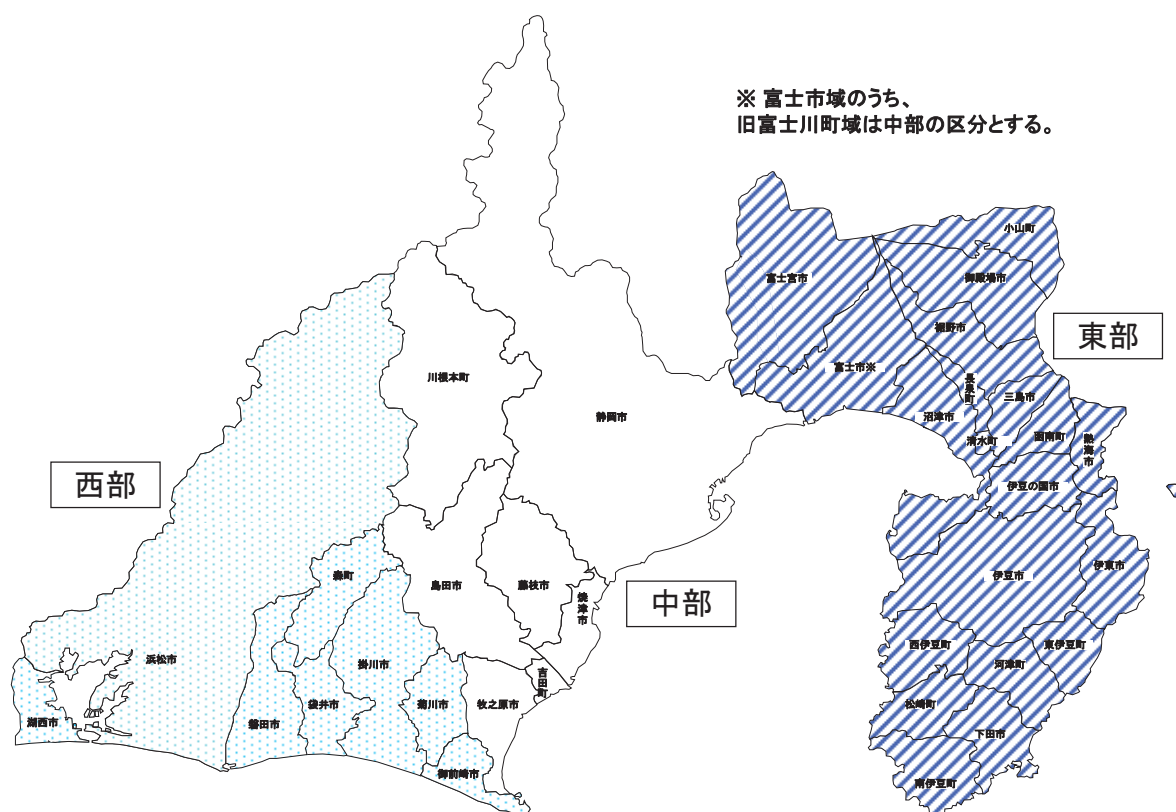 ※ 富士市域のうち、
旧富士川町域は中部の区分とする。
小山町
富士宮市
御殿場市
裾野市
東部
富士市※
川根本町
長泉町
三島市
静岡市
沼津市
清水町
函南町
熱海市
西部
伊豆の国市
森町
島田市
藤枝市
焼津市
中部
伊豆市
伊東市
浜松市
掛川市
吉田町
西伊豆町
東伊豆町
河津町
湖西市
磐田市
袋井市
菊川市
牧之原市
松崎町
下田市
御前崎市
南伊豆町